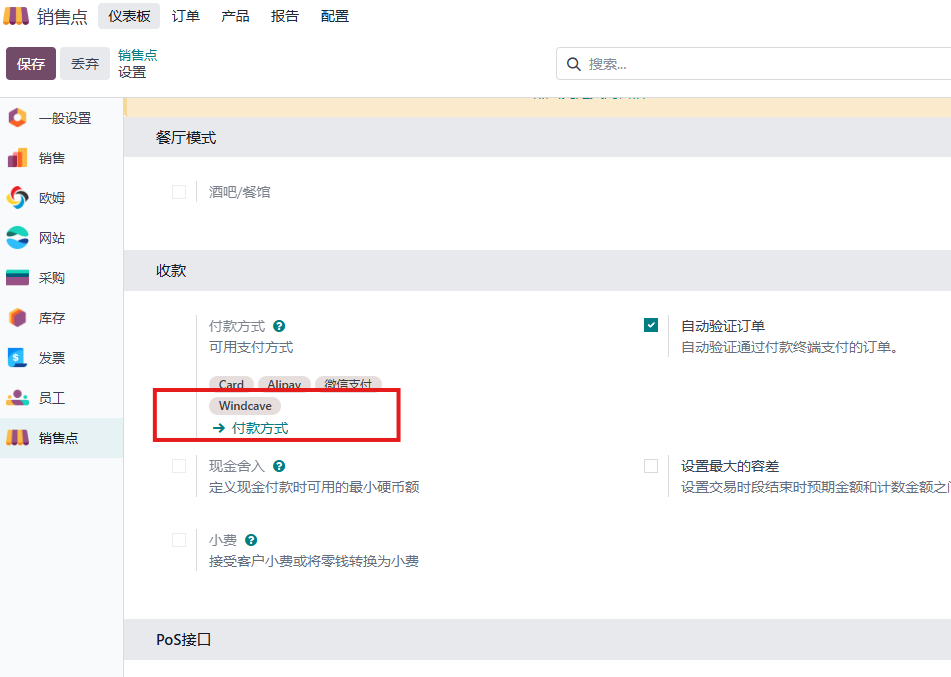 销售点 仪表板 订单 产品 报告 配置
保存 丢弃 销售点
设置
搜索...
一般设置
销售
欧姆
网站
采购
库存
发票
员工
销售点
餐厅模式
酒吧/餐馆
收款
付款方式
可用支付方式
Card Alipay 微信支付
Windcave
付款方式
自动验证订单
自动验证通过付款终端支付的订单。
现金舍入
定义现金付款时可用的最小硬币额
设置最大的容差
设置交易时段结束时预期金额和计数金额之
小费
接受客户小费或将零钱转换为小费
PoS接口